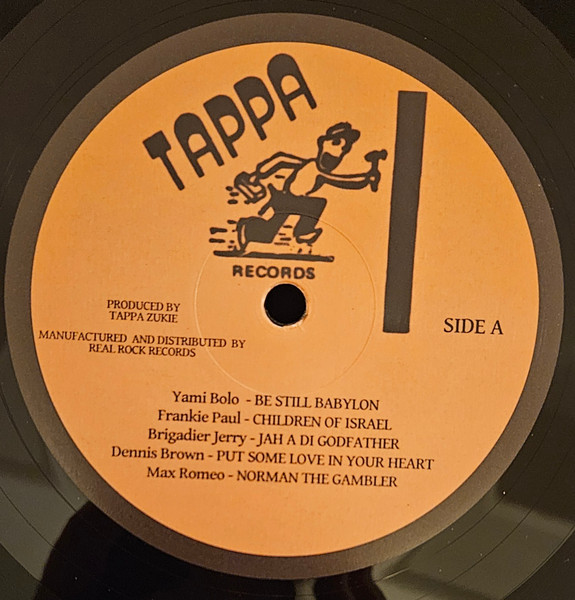 TAPPA
RECORDS
PRODUCED BY
TAPPA ZUKIE
SIDE A
MANUFACTURED AND DISTRIBUTED BY
REAL ROCK RECORDS
Yami Bolo - BE STILL BABYLON
Frankie Paul - CHILDREN OF ISRAEL
Brigadier Jerry - JAH A DI GODFATHER
Dennis Brown - PUT SOME LOVE IN YOUR HEART
Max Romeo - NORMAN THE GAMBLER